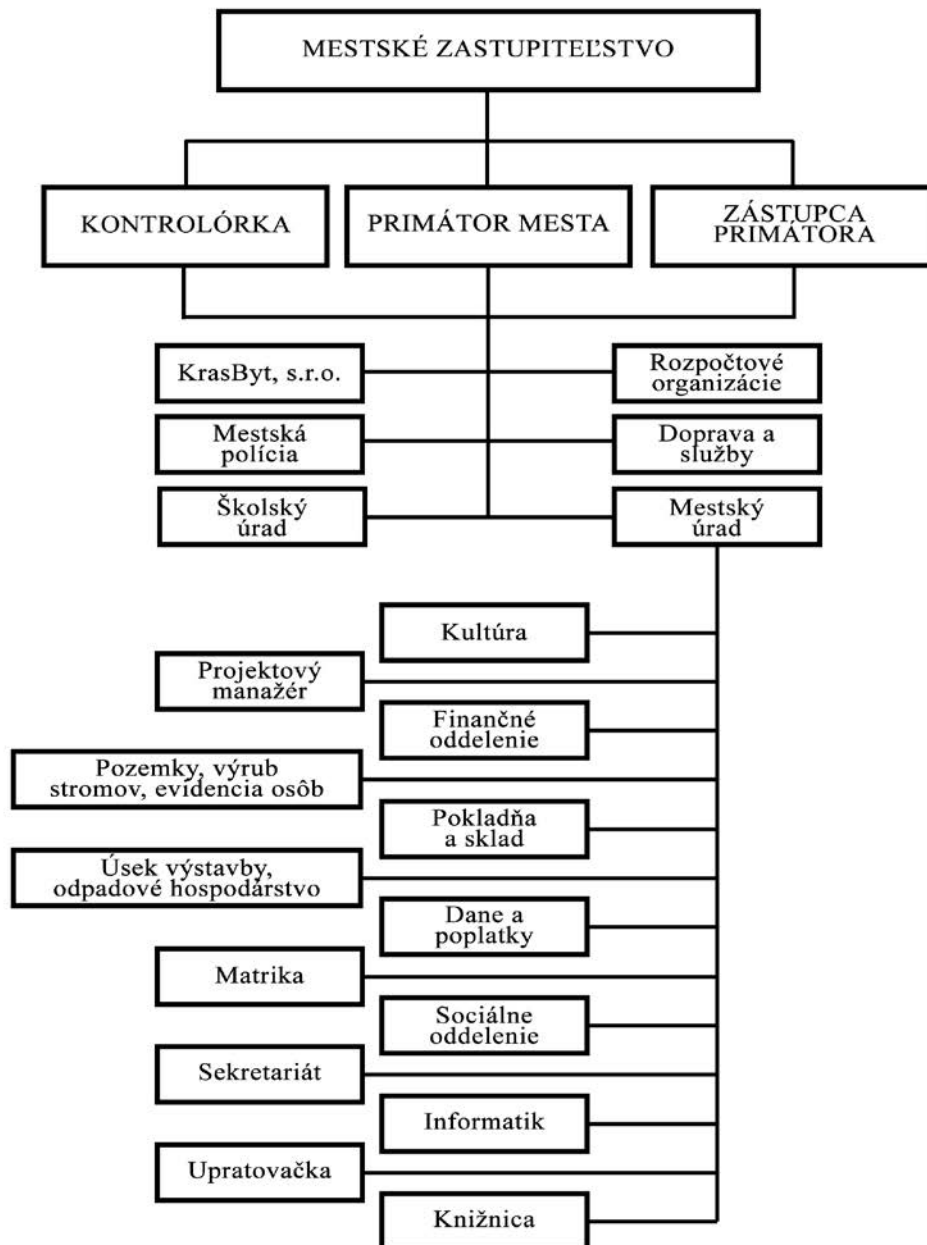 MESTSKÉ ZASTUPITEĽSTVO
KONTROLÓRKA
PRIMÁTOR MESTA
ZÁSTUPCA
PRIMÁTORA
KrasByt, s.r.o.
Rozpočtové
organizácie
Mestská
polícia
Doprava a
služby
Školský
úrad
Mestský
úrad
Kultúra
Projektový
manažér
Finančné
oddelenie
Pozemky, výrub
stromov, evidencia osôb
Pokladňa
a sklad
Úsek výstavby,
odpadové hospodárstvo
Dane a
poplatky
Matrika
Sociálne
oddelenie
Sekretariát
Informatik
Upratovačka
Knižnica